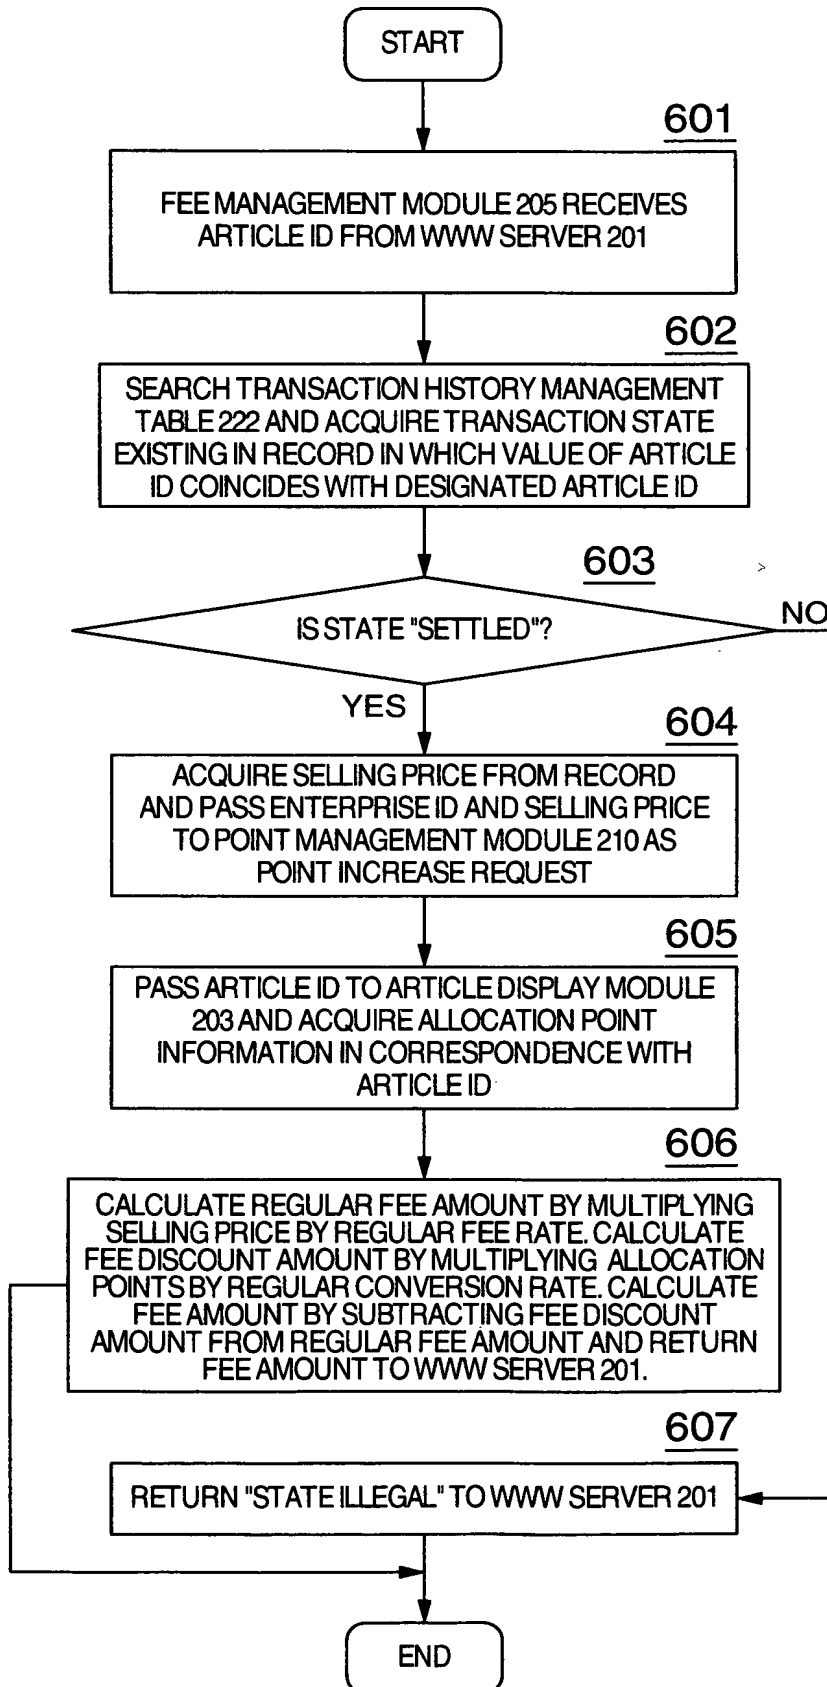 START
601
FEE MANAGEMENT MODULE 205 RECEIVES
ARTICLE ID FROM WWW SERVER 201
602
SEARCH TRANSACTION HISTORY MANAGEMENT
TABLE 222 AND ACQUIRE TRANSACTION STATE
EXISTING IN RECORD IN WHICH VALUE OF ARTICLE
ID COINCIDES WITH DESIGNATED ARTICLE ID
603
IS STATE "SETTLED"?
NO
YES
604
ACQUIRE SELLING PRICE FROM RECORD
AND PASS ENTERPRISE ID AND SELLING PRICE
TO POINT MANAGEMENT MODULE 210 AS
POINT INCREASE REQUEST
605
PASS ARTICLE ID TO ARTICLE DISPLAY MODULE
203 AND ACQUIRE ALLOCATION POINT
INFORMATION IN CORRESPONDENCE WITH
ARTICLE ID
606
CALCULATE REGULAR FEE AMOUNT BY MULTIPLYING
SELLING PRICE BY REGULAR FEE RATE. CALCULATE
FEE DISCOUNT AMOUNT BY MULTIPLYING ALLOCATION
POINTS BY REGULAR CONVERSION RATE. CALCULATE
FEE AMOUNT BY SUBTRACTING FEE DISCOUNT
AMOUNT FROM REGULAR FEE AMOUNT AND RETURN
FEE AMOUNT TO WWW SERVER 201.
607
RETURN "STATE ILLEGAL" TO WWW SERVER 201
END